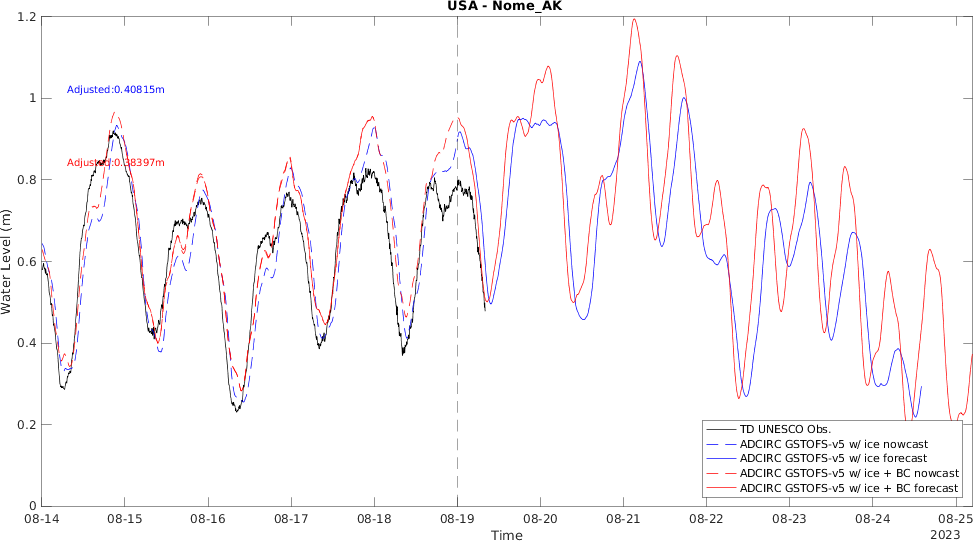 USA - Nome_AK
Water Level (m)
1.2
1
0.8
0.6
0.4
0.2
0
Adjusted:0.40815m
Adjusted:0.38397m
TD UNESCO Obs.
ADCIRC GSTOFS-v5 w/ ice nowcast
ADCIRC GSTOFS-v5 w/ ice forecast
ADCIRC GSTOFS-v5 w/ ice + BC nowcast
ADCIRC GSTOFS-v5 w/ ice + BC forecast
08-14 08-15 08-16 08-17 08-18 08-19 08-20 08-21 08-22 08-23 08-24 08-25
Time
2023